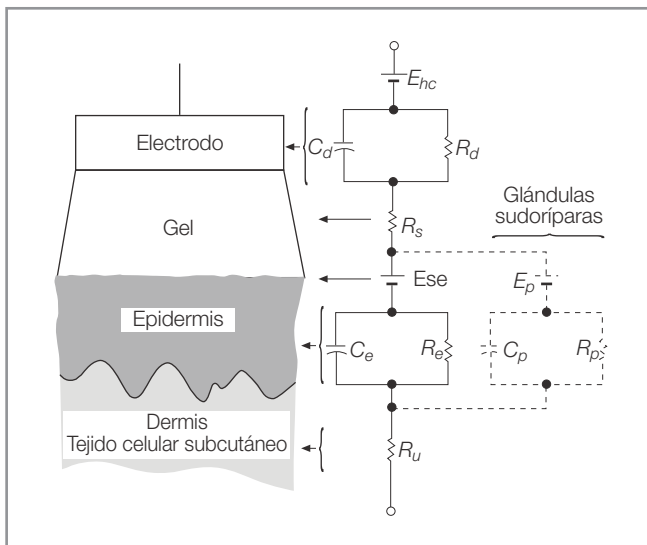 E_hc
Electrodo
C_d
R_d
Glándulas
sudoríparas
Gel
R_s
Ese
E_p
Epidermis
C_e
R_e
C_p
R_p
Dermis
Tejido celular subcutáneo
R_u